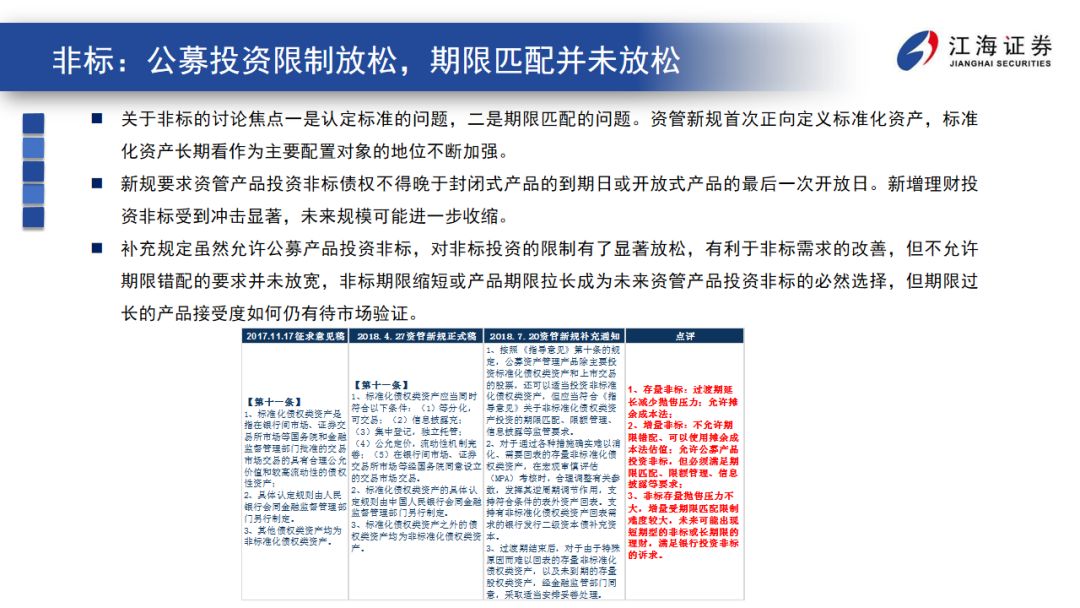 非标：公募投资限制放松，期限匹配并未放松
江海证券
JIANGHAI SECURITIES
关于非标的讨论焦点一是认定标准的问题，二是期限匹配的问题。资管新规首次正向定义标准化资产，标准
化资产长期看作为主要配置对象的地位不断加强。
新规要求资管产品投资非标债权不得晚于封闭式产品的到期日或开放式产品的最后一次开放日。新增理财投
资非标受到冲击显著，未来规模可能进一步收缩。
补充规定虽然允许公募产品投资非标，对非标投资的限制有了显著放松，有利于非标需求的改善，但不允许
期限错配的要求并未放宽，非标期限缩短或产品期限拉长成为未来资管产品投资非标的必然选择，但期限过
长的产品接受度如何仍有待市场验证。
2017.11.17征求意见稿
【第十一条】
1、标准化债权类资产是
指在银行间市场、证券交
易所市场等国务院和金融
监督管理部门批准的交易
市场交易的具有合理公允
价值和较高流动性的债权
性资产；
2、具体认定规则由人民
银行会同金融监督管理部
门另行制定。
3、其他债权类资产均为
非标准化债权类资产。
2018.4.27资管新规正式稿
【第十一条】
1、标准化债权类资产应当同时
符合以下条件：（1）等分化，
可交易；（2）信息披露充；
（3）集中登记，独立托管；
（4）公允定价，流动性机制完
善；（5）在银行间市场、证券
交易所市场等经国务院同意设立
的交易市场交易。
2、标准化债权类资产的具体认
定规则由中国人民银行会同金融
监督管理部门另行制定。
3、标准化债权类资产之外的债
权类资产均为非标准化债权类资
产。
2018.7.20资管新规补充通知
1、按照《指导意见》第十条的规
定，公募资产管理产品除主要投
资标准化债权类资产和上市交易
的股票，还可以适当投资非标准
化债权类资产，但应当符合《指
导意见》关于非标准化债权类资
产投资的期限匹配、限额管理、
信息披露等监管要求。
2、对于通过各种措施确实难以消
化、需要回表的存量非标准化债
权类资产，在宏观审慎评估
（MPA）考核时，合理调整有关参
数，发挥其逆周期调节作用，支
持符合条件的表外资产回表。支
持有非标准化债权类资产回表需
求的银行发行二级资本债补充资
本。
3、过渡期结束后，对于由于特殊
原因而难以回表的存量非标准化
债权类资产，以及未到期的存量
股权类资产，经金融监管部门同
意，采取适当安排妥善处理。
点评
1、存量非标：过渡期延
长减少抛售压力；允许摊
余成本法；
2、增量非标：不允许期
限错配、可以使用摊余成
本法估值；允许公募产品
投资非标，但必须满足期
限匹配、限额管理、信息
披露等要求；
3、非标存量抛售压力不
大，增量受期限匹配限制
难度较大，未来可能出现
短期型的非标或长期限的
理财，满足银行投资非标
的诉求。